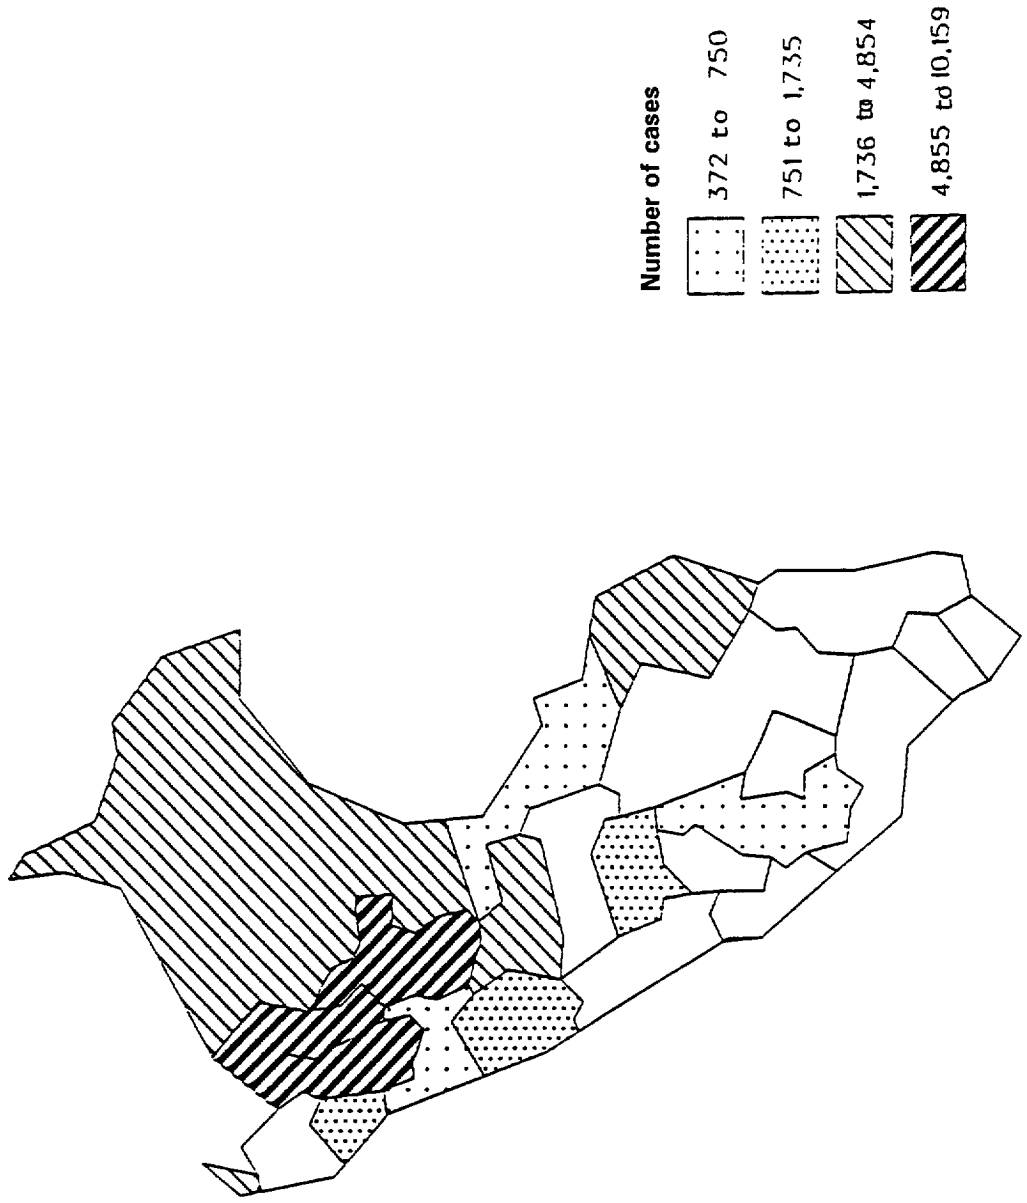 Number of cases
372 to 750
751 to 1,735
1,736 to 4,854
4,855 to 10,159